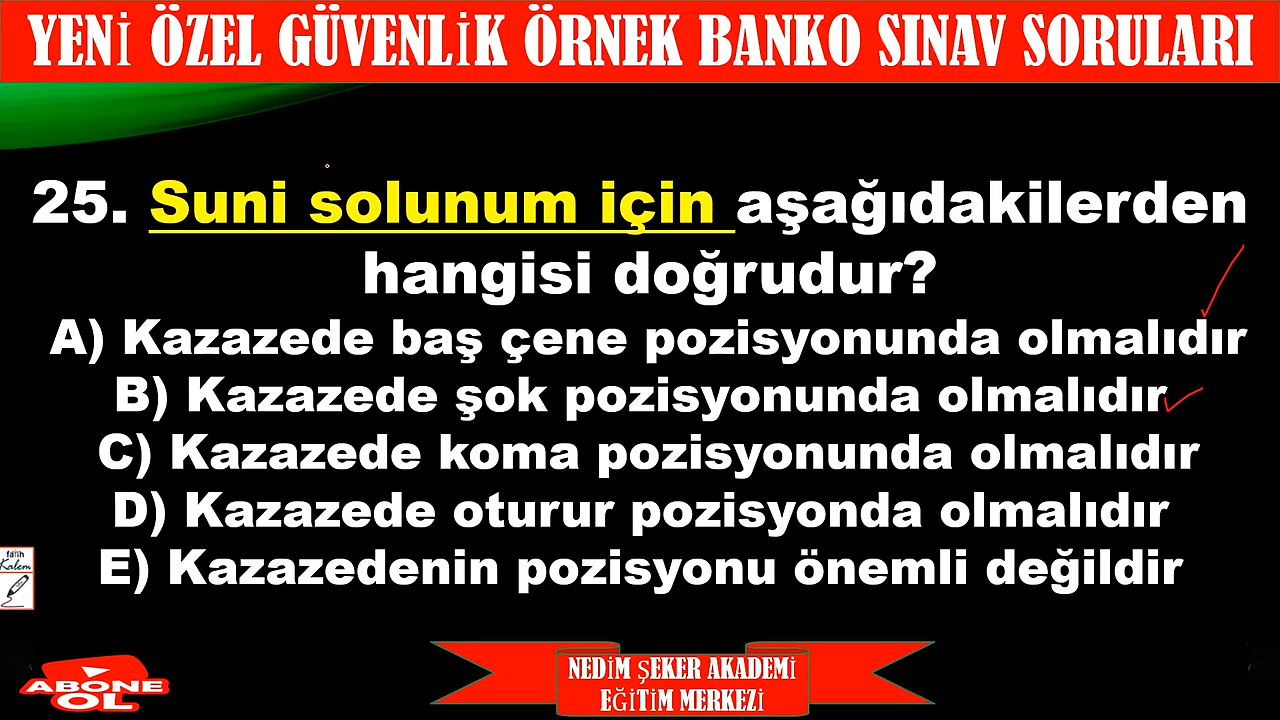 YENİ ÖZEL GÜVENLİK ÖRNEK BANKO SINAV SORULARI
25. Suni solunum için aşağıdakilerden
hangisi doğrudur?
A) Kazazede baş çene pozisyonunda olmalıdır
B) Kazazede şok pozisyonunda olmalıdır
C) Kazazede koma pozisyonunda olmalıdır
D) Kazazede oturur pozisyonda olmalıdır
E) Kazazedenin pozisyonu önemli değildir
fatih
Kalem
ABONE
OL
NEDİM ŞEKER AKADEMİ
EĞİTİM MERKEZİ